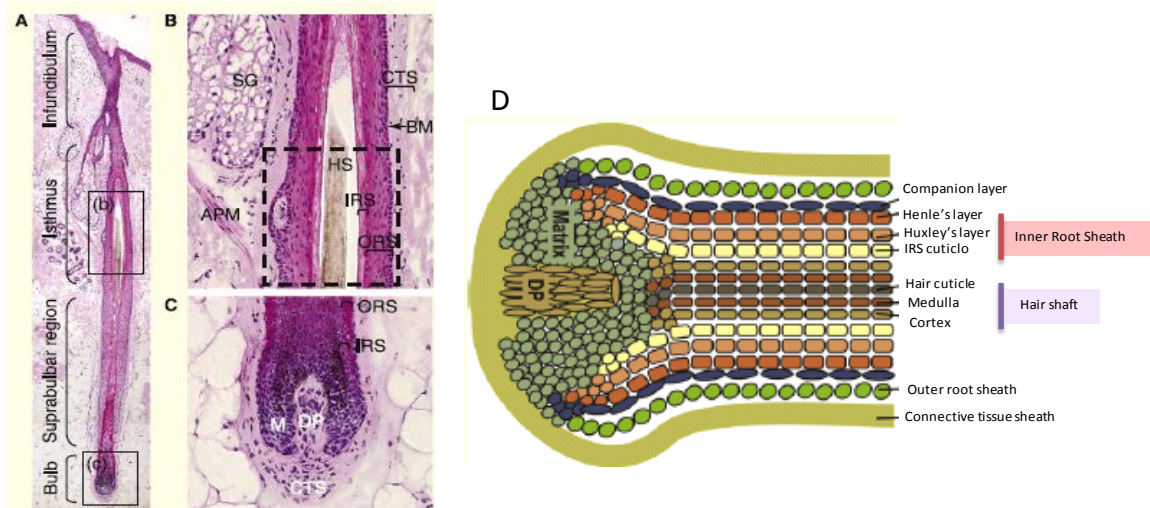 A
Infundibulum
Isthmus
(b)
Suprabulbar region
Bulb
(c)
B
SG
CTS
BM
HS
IRS
APM
ORS
C
ORS
IRS
M
DP
CTS
D
Matrix
DP
Companion layer
Henle's layer
Huxley's layer
IRS cuticlo
Inner Root Sheath
Hair cuticle
Medulla
Cortex
Hair shaft
Outer root sheath
Connective tissue sheath